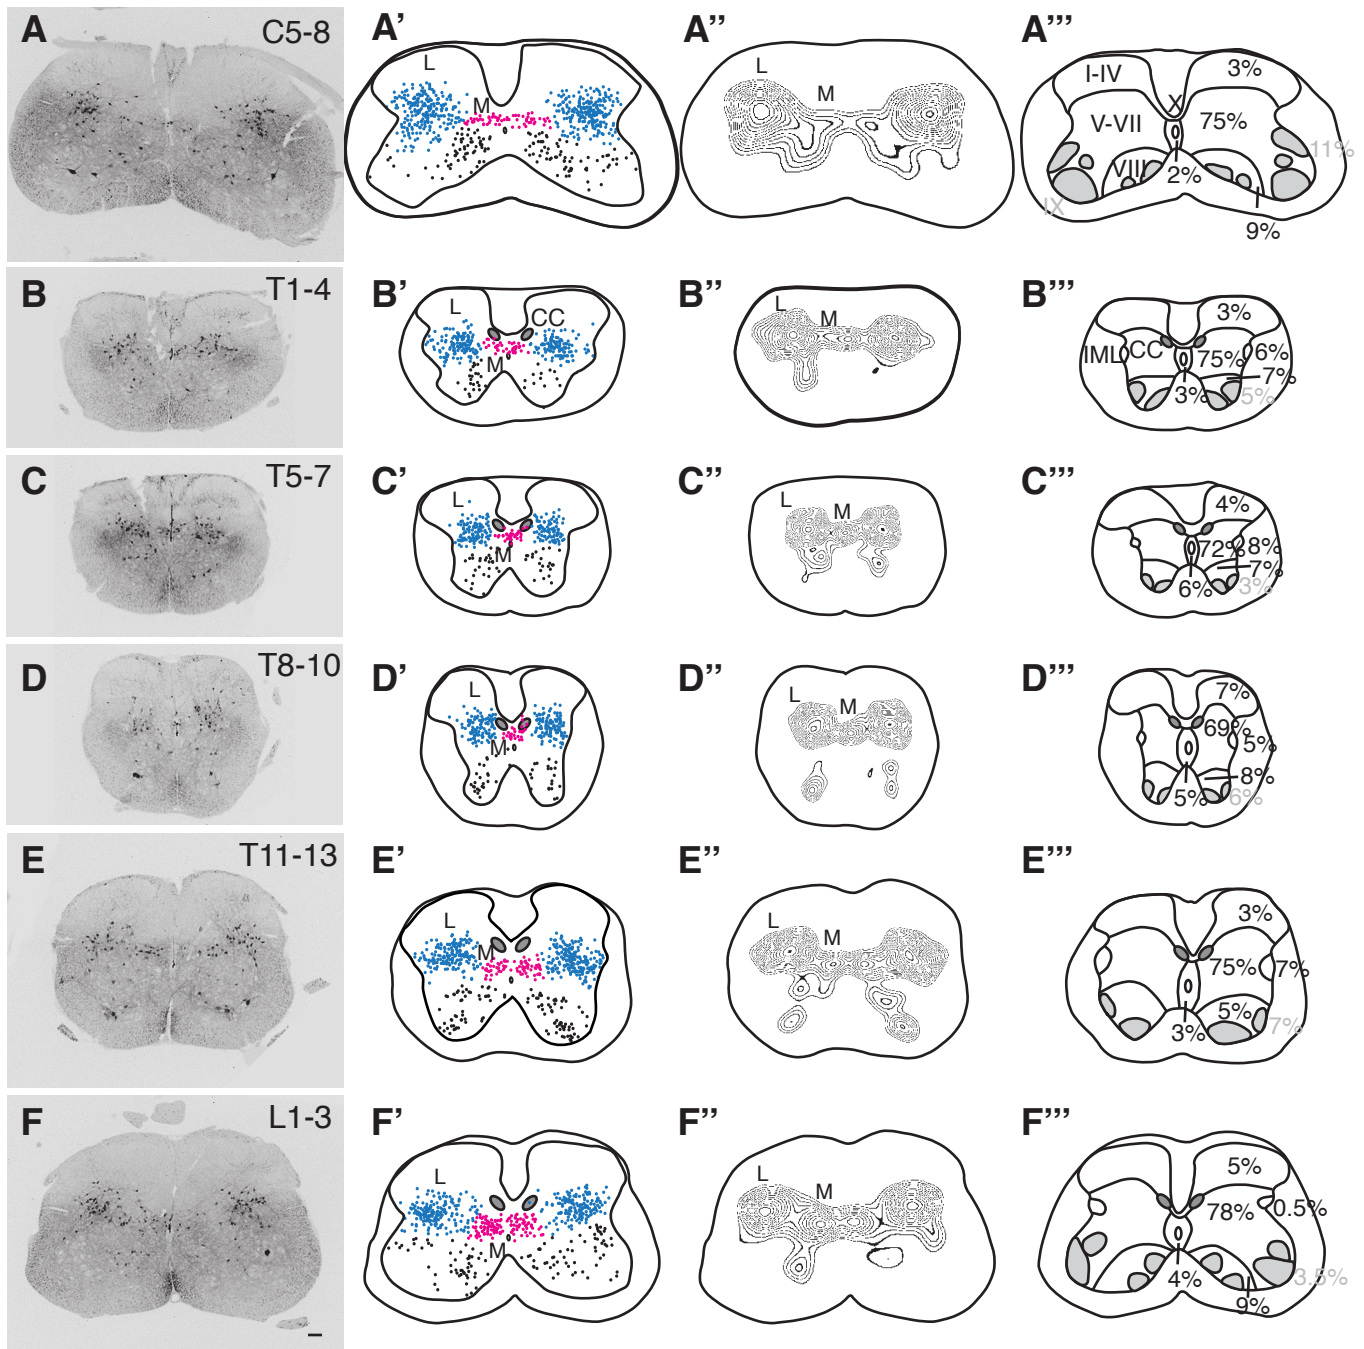 A C5-8 A' L M A'' L M A''' I-IV 3% X V-VII 75% 11% VIII 2% IX 9%
B T1-4 B' L CC M B'' L M B''' 3% IML CC 75% 6% 7% 3% 5%
C T5-7 C' L M C'' L M C''' 4% 72% 8% 7% 6% 3%
D T8-10 D' L M D'' L M D''' 7% 69% 5% 8% 5% 6%
E T11-13 E' L M E'' L M E''' 3% 75% 7% 5% 7% 3%
F L1-3 F' L M F'' L M F''' 5% 78% 0.5% 4% 3.5% 9%